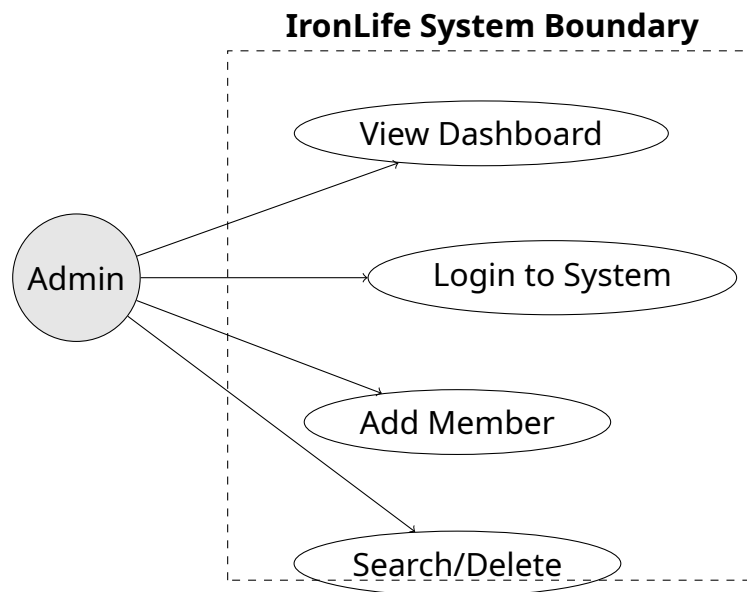 IronLife System Boundary
View Dashboard
Admin
Login to System
Add Member
Search/Delete